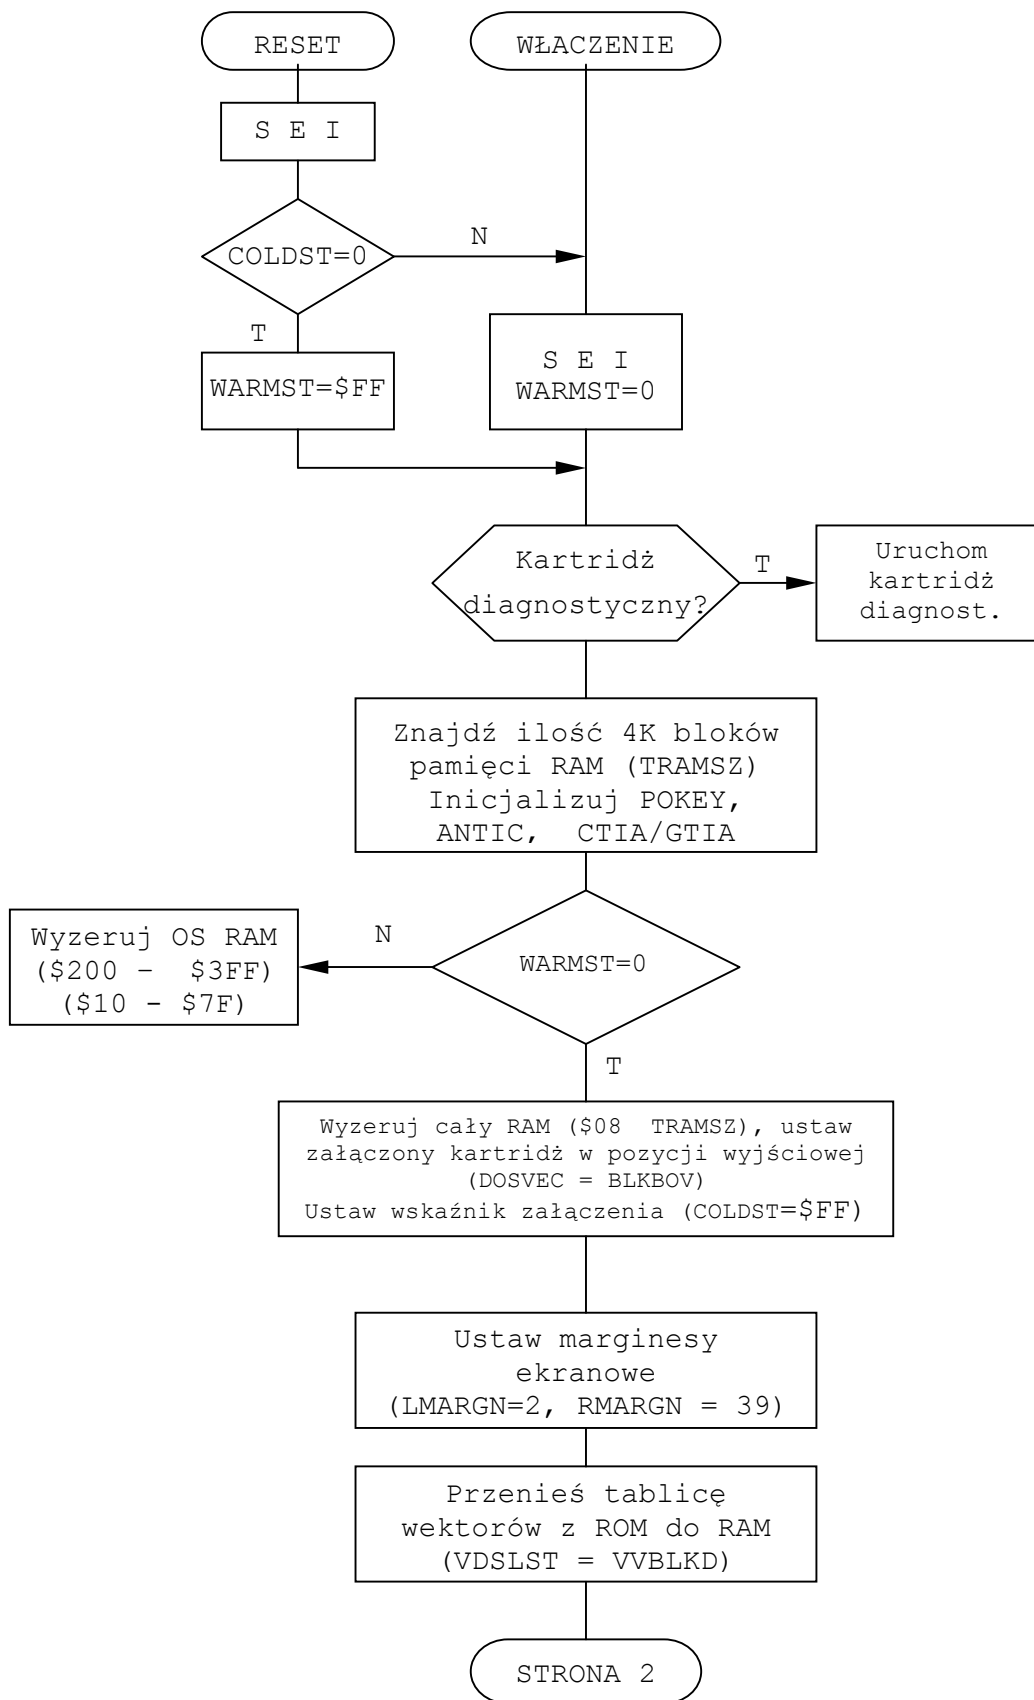 RESET
WŁACZENIE
S E I
COLDST=0
N
T
WARMST=$FF
S E I
WARMST=0
Kartridż
diagnostyczny?
T
Uruchom
kartridż
diagnost.
Znajdź ilość 4K bloków
pamięci RAM (TRAMSZ)
Inicjalizuj POKEY,
ANTIC, CTIA/GTIA
WARMST=0
N
Wyzeruj OS RAM
($200 – $3FF)
($10 - $7F)
T
Wyzeruj cały RAM ($08 TRAMSZ), ustaw
załączony kartridż w pozycji wyjściowej
(DOSVEC = BLKBOV)
Ustaw wskaźnik załączenia (COLDST=$FF)
Ustaw marginesy
ekranowe
(LMARGN=2, RMARGN = 39)
Przenieś tablicę
wektorów z ROM do RAM
(VDSLST = VVBLKD)
STRONA 2